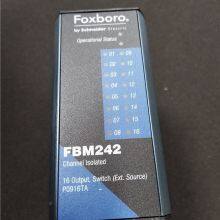 Foxboro.
by Schneider Electric
Operational Status
01 09
02 10
03 11
04 12
05 13
06 14
07 15
08 16
FBM242
Channel Isolated
16 Output, Switch (Ext. Source)
P0916TA